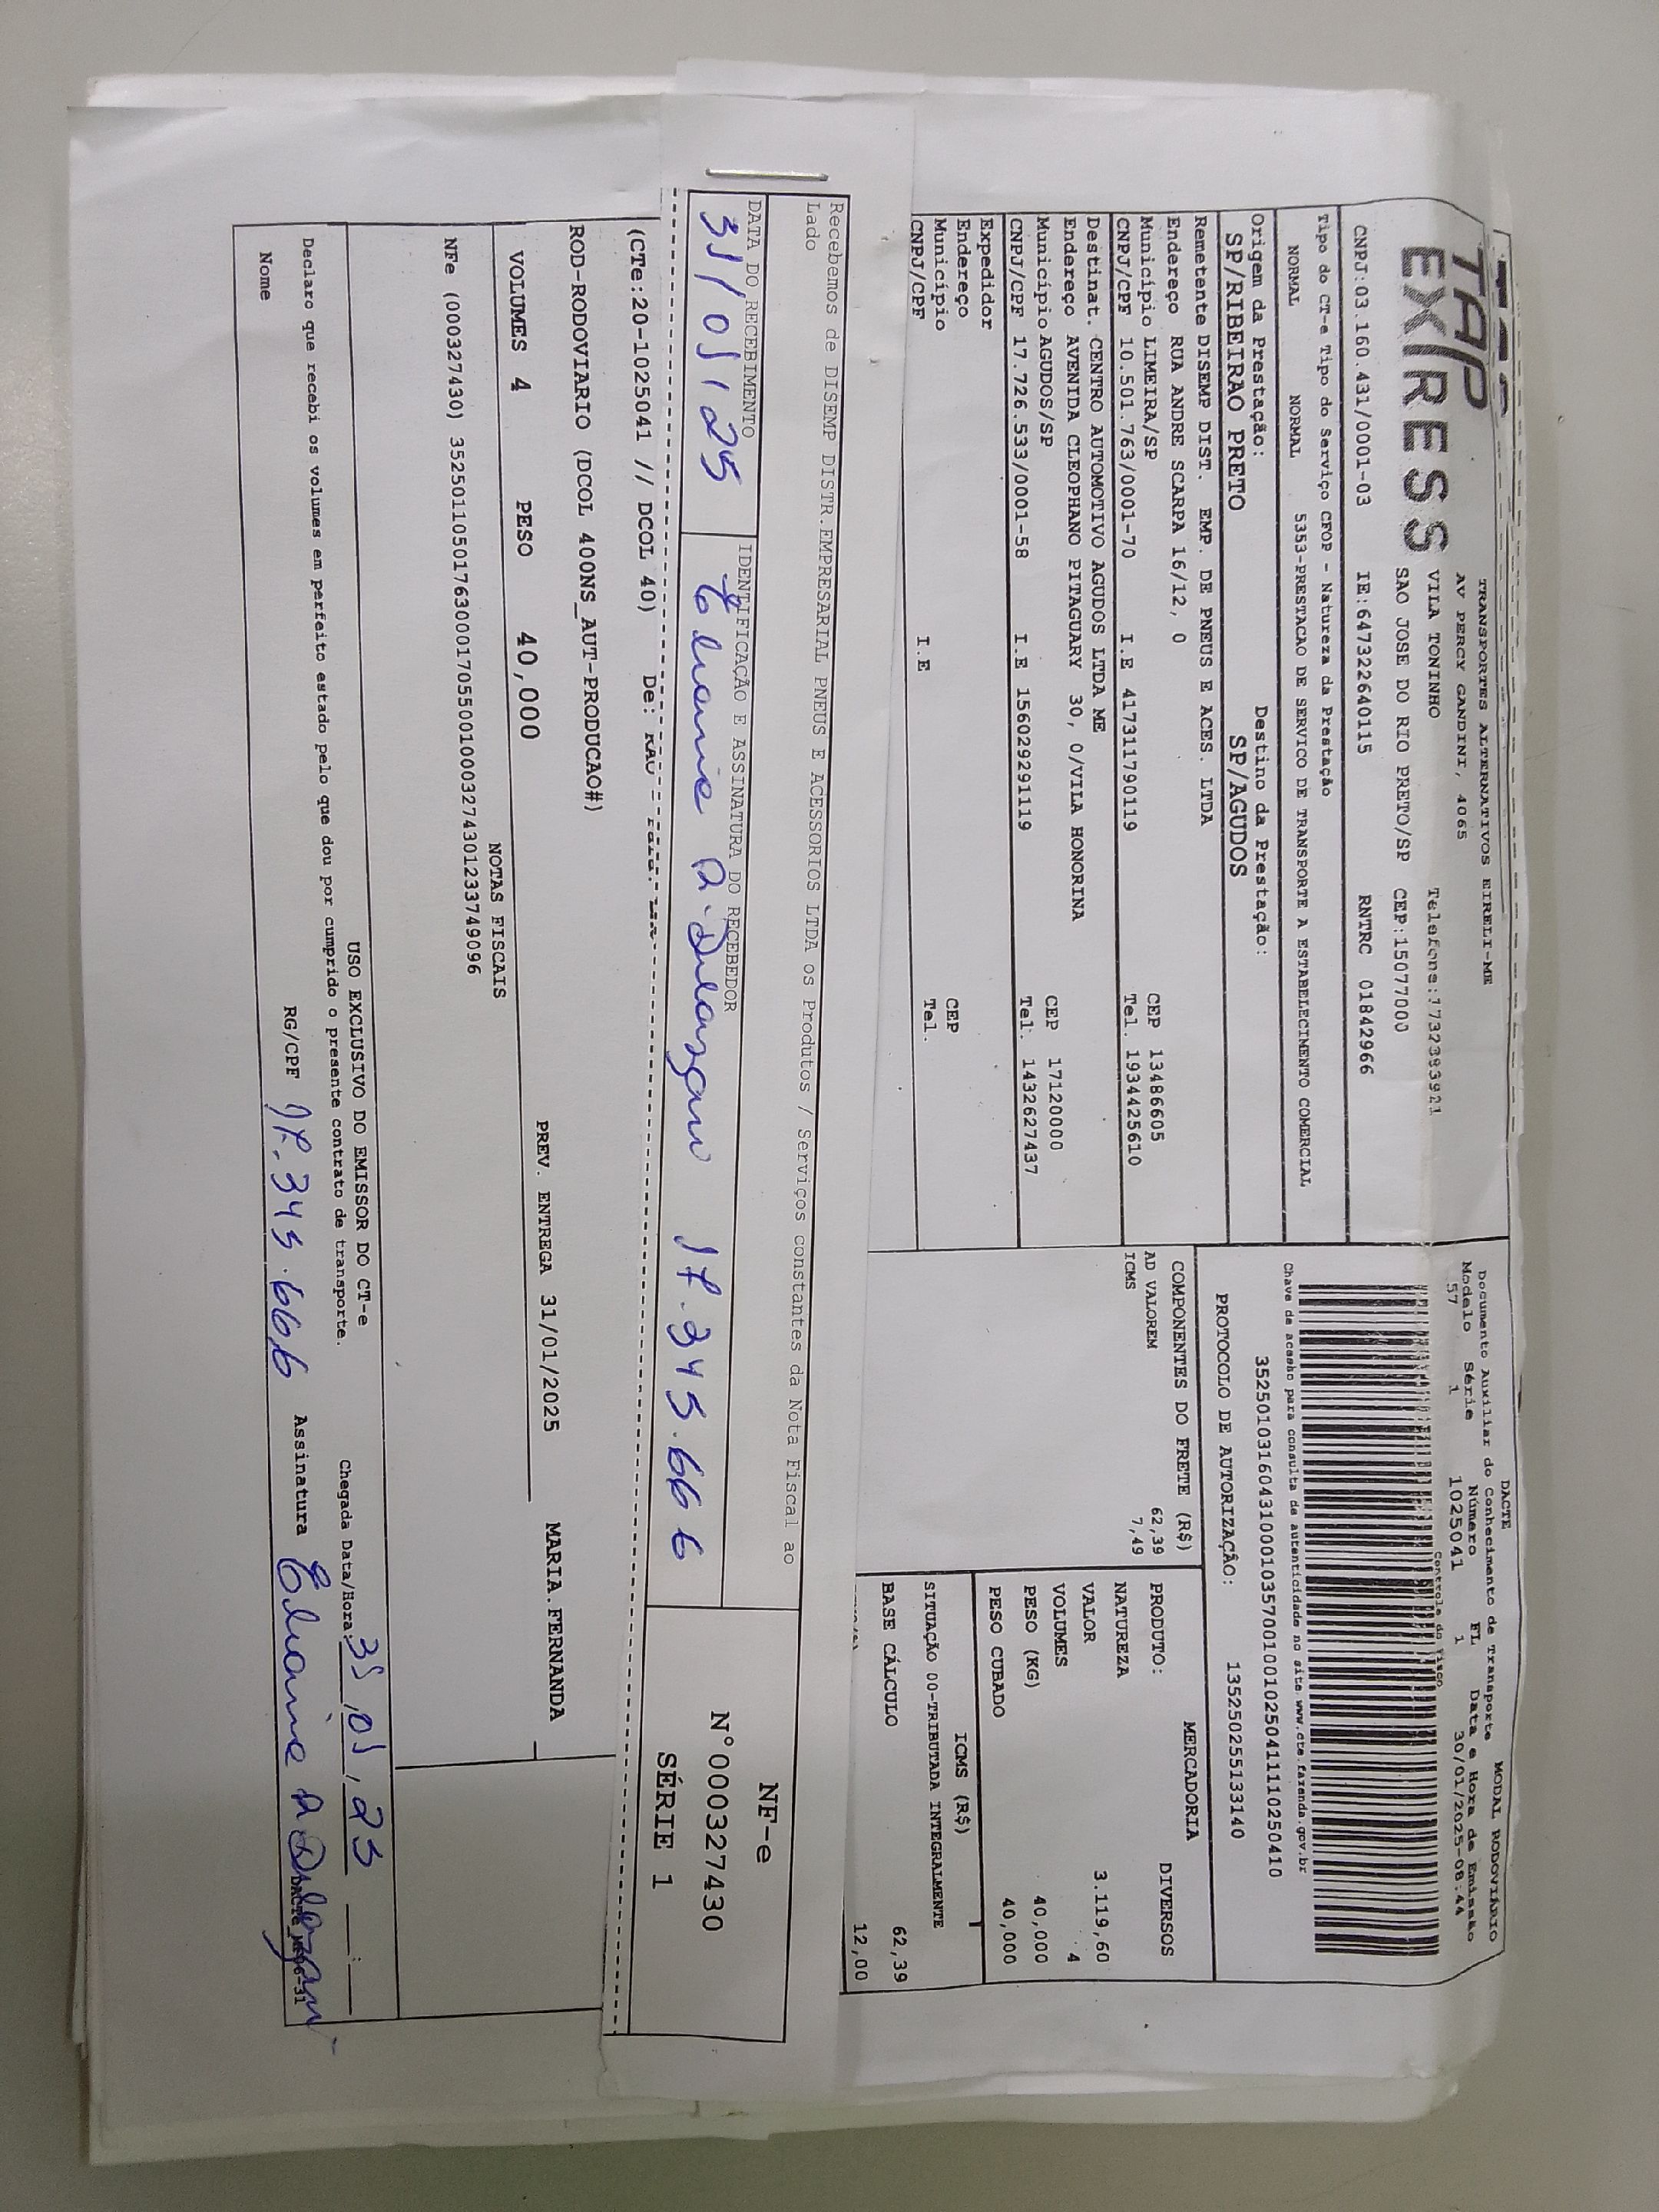 TAP
EXPRESS
TRANSPORTES ALTERNATIVOS EIRELI-ME
AV PERCY GANDINI, 4065
VILA TONINHO Telefone:1732393921
SAO JOSE DO RIO PRETO/SP CEP:15077000
CNPJ:03.160.431/0001-03 IE:647322640115 RNTRC 01842966
Tipo do CT-e Tipo do Serviço CFOP - Natureza da Prestação
NORMAL NORMAL 5353-PRESTACAO DE SERVICO DE TRANSPORTE A ESTABELECIMENTO COMERCIAL
Origem da Prestação: Destino da Prestação:
SP/RIBEIRAO PRETO SP/AGUDOS
Remetente DISEMP DIST. EMP. DE PNEUS E ACES. LTDA
Endereço RUA ANDRE SCARPA 16/12, 0
Município LIMEIRA/SP CEP 13486605
CNPJ/CPF 10.501.763/0001-70 I.E 417311790119 Tel. 1934425610
Destinat. CENTRO AUTOMOTIVO AGUDOS LTDA ME
Endereço AVENIDA CLEOPHANO PITAGUARY 30, 0/VILA HONORINA
Município AGUDOS/SP CEP 17120000
CNPJ/CPF 17.726.533/0001-58 I.E 156029291119 Tel. 1432627437
Expedidor
Endereço
Município CEP
CNPJ/CPF I.E Tel.
DACTE MODAL RODOVIÁRIO
Documento Auxiliar do Conhecimento de Transporte
Modelo Série Número FL Data e Hora de Emissão
57 1 1025041 1 30/01/2025-08:44
Controle do Fisco
Chave de acesso para consulta de autenticidade no site www.cte.fazenda.gov.br
35250103160431000103570010010250411110250410
PROTOCOLO DE AUTORIZAÇÃO: 135250255133140
COMPONENTES DO FRETE (R$)
AD VALOREM 62,39
ICMS 7,49
MERCADORIA
PRODUTO: DIVERSOS
NATUREZA
VALOR 3.119,60
VOLUMES 4
PESO (KG) 40,000
PESO CUBADO 40,000
ICMS (R$)
SITUAÇÃO 00-TRIBUTADA INTEGRALMENTE
BASE CÁLCULO 62,39
12,00
Recebemos de DISEMP DISTR.EMPRESARIAL PNEUS E ACESSORIOS LTDA os Produtos / Serviços constantes da Nota Fiscal ao
Lado
DATA DO RECEBIMENTO IDENTIFICAÇÃO E ASSINATURA DO RECEBEDOR
31/01/25 17.345.666
NF-e
N°000327430
SÉRIE 1
(CTe:20-1025041 // DCOL 40) De:
ROD-RODOVIARIO (DCOL 400NS_AUT-PRODUCAO#)
VOLUMES 4 PESO 40,000 PREV. ENTREGA 31/01/2025 MARIA.FERNANDA
NOTAS FISCAIS
NFe (000327430) 35250110501763000170550010003274301233749096
USO EXCLUSIVO DO EMISSOR DO CT-e
Declaro que recebi os volumes em perfeito estado pelo que dou por cumprido o presente contrato de transporte.
Chegada Data/Hora: 31/01/25 :
Nome RG/CPF 17.345.666 Assinatura